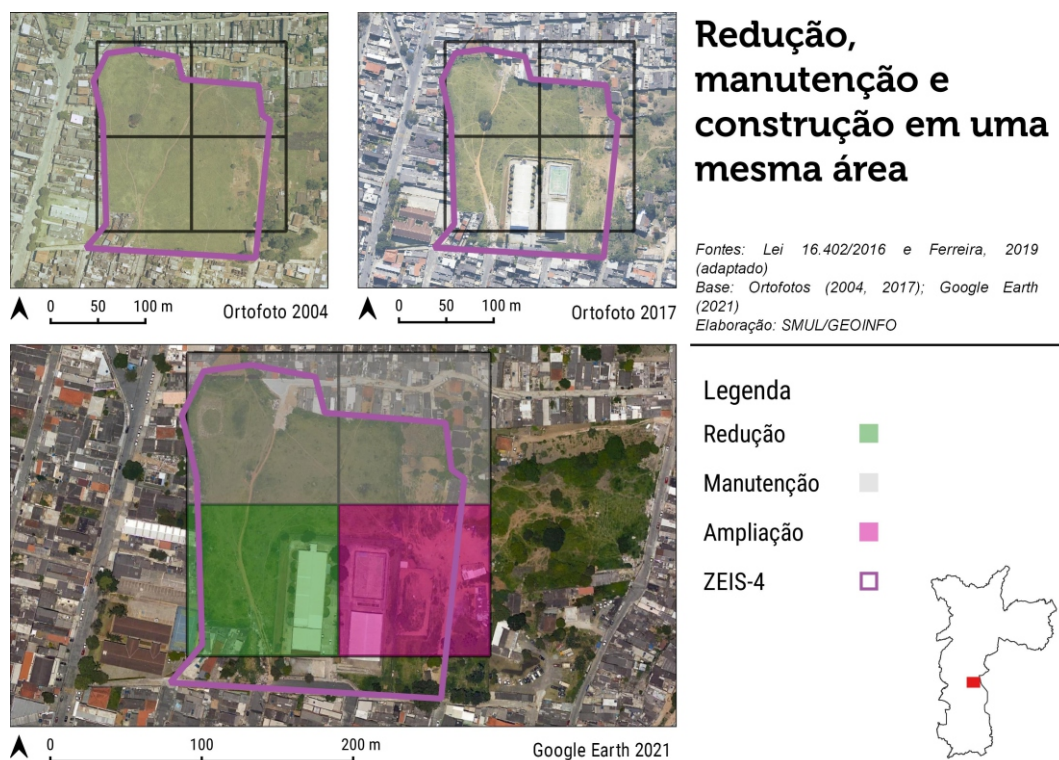 Redução,
manutenção e
construção em uma
mesma área
Fontes: Lei 16.402/2016 e Ferreira, 2019
(adaptado)
Base: Ortofotos (2004, 2017); Google Earth
(2021)
Elaboração: SMUL/GEOINFO
0 50 100 m Ortofoto 2004
0 50 100 m Ortofoto 2017
Legenda
Redução
Manutenção
Ampliação
ZEIS-4
0 100 200 m Google Earth 2021